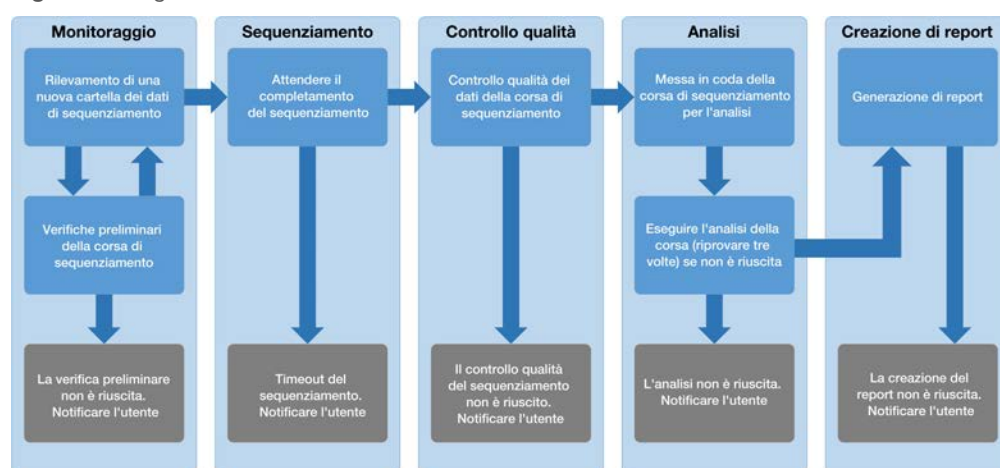 Monitoraggio
Rilevamento di una
nuova cartella dei dati
di sequenziamento
Verifiche preliminari
della corsa di
sequenziamento
La verifica preliminare
non è riuscita.
Notificare l'utente
Sequenziamento
Attendere il
completamento
del sequenziamento
Timeout del
sequenziamento.
Notificare l'utente
Controllo qualità
Controllo qualità dei
dati della corsa di
sequenziamento
Il controllo qualità
del sequenziamento
non è riuscito.
Notificare l'utente
Analisi
Messa in coda della
corsa di sequenziamento
per l'analisi
Eseguire l'analisi della
corsa (riprovare tre
volte) se non è riuscita
L'analisi non è riuscita.
Notificare l'utente
Creazione di report
Generazione di report
La creazione del
report non è riuscita.
Notificare l'utente